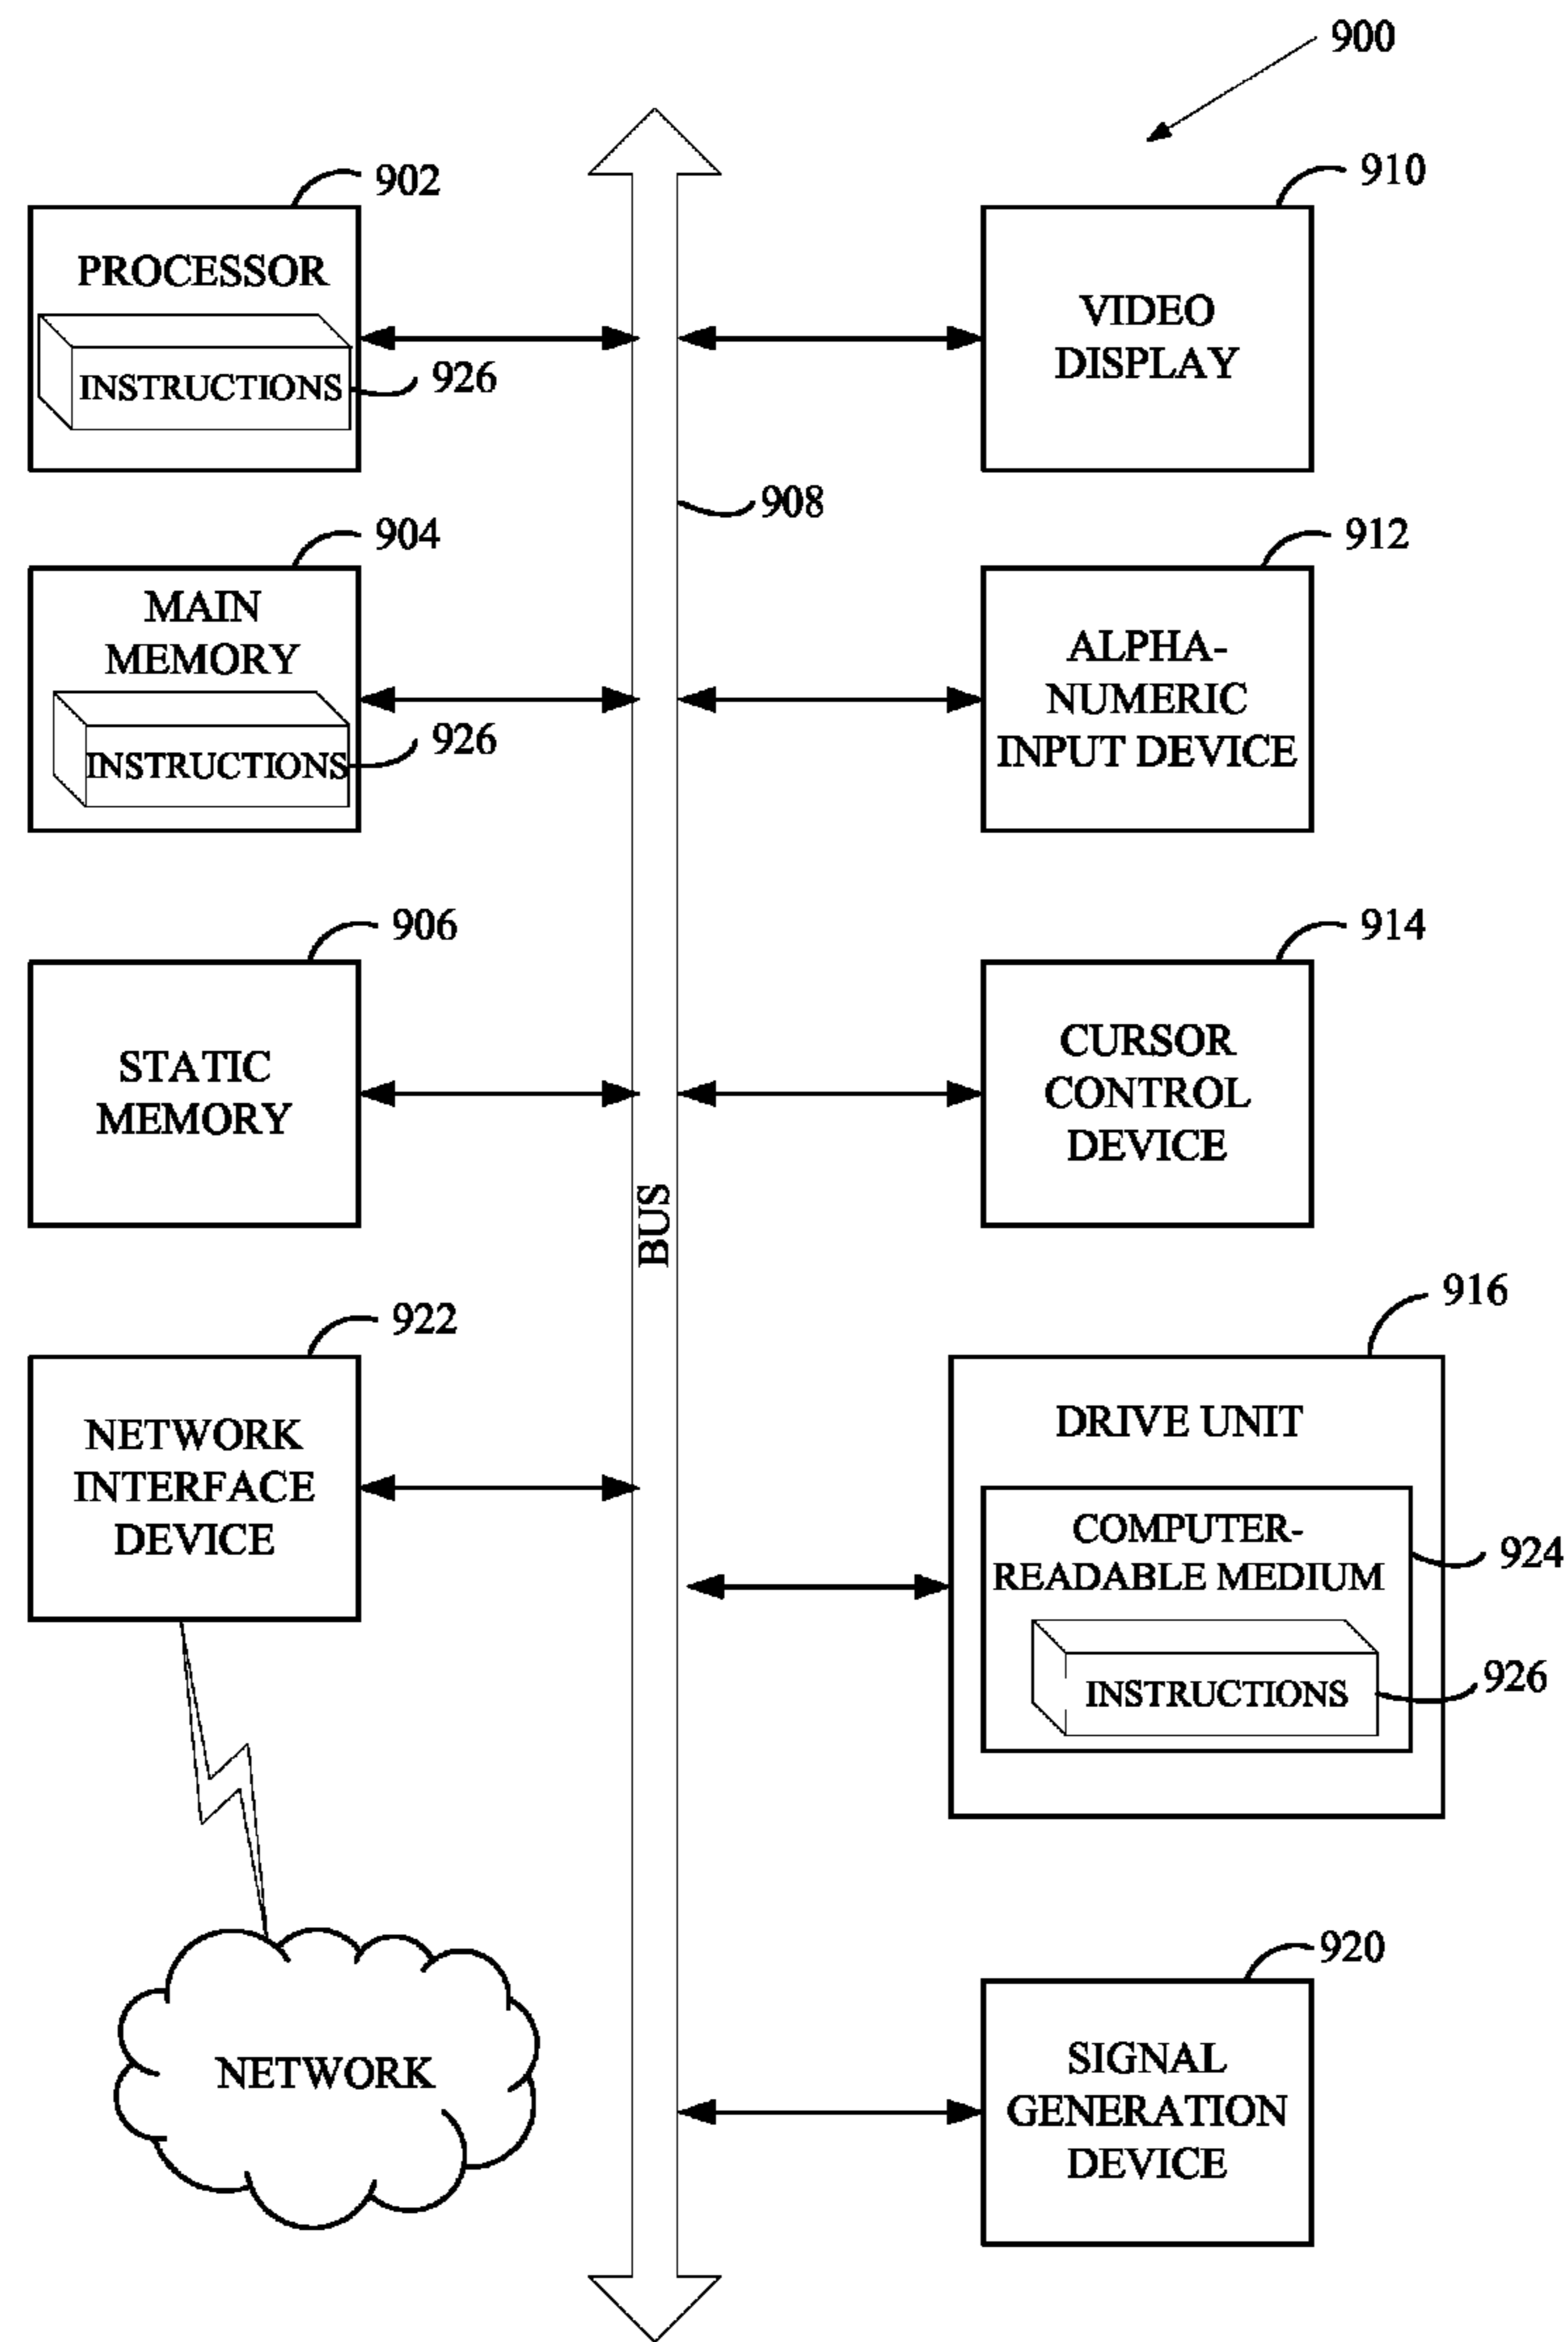 900
902
PROCESSOR
INSTRUCTIONS
926
910
VIDEO
DISPLAY
908
904
MAIN
MEMORY
INSTRUCTIONS
926
912
ALPHA-
NUMERIC
INPUT DEVICE
906
STATIC
MEMORY
914
CURSOR
CONTROL
DEVICE
BUS
922
NETWORK
INTERFACE
DEVICE
916
DRIVE UNIT
COMPUTER-
READABLE MEDIUM
924
INSTRUCTIONS
926
NETWORK
920
SIGNAL
GENERATION
DEVICE